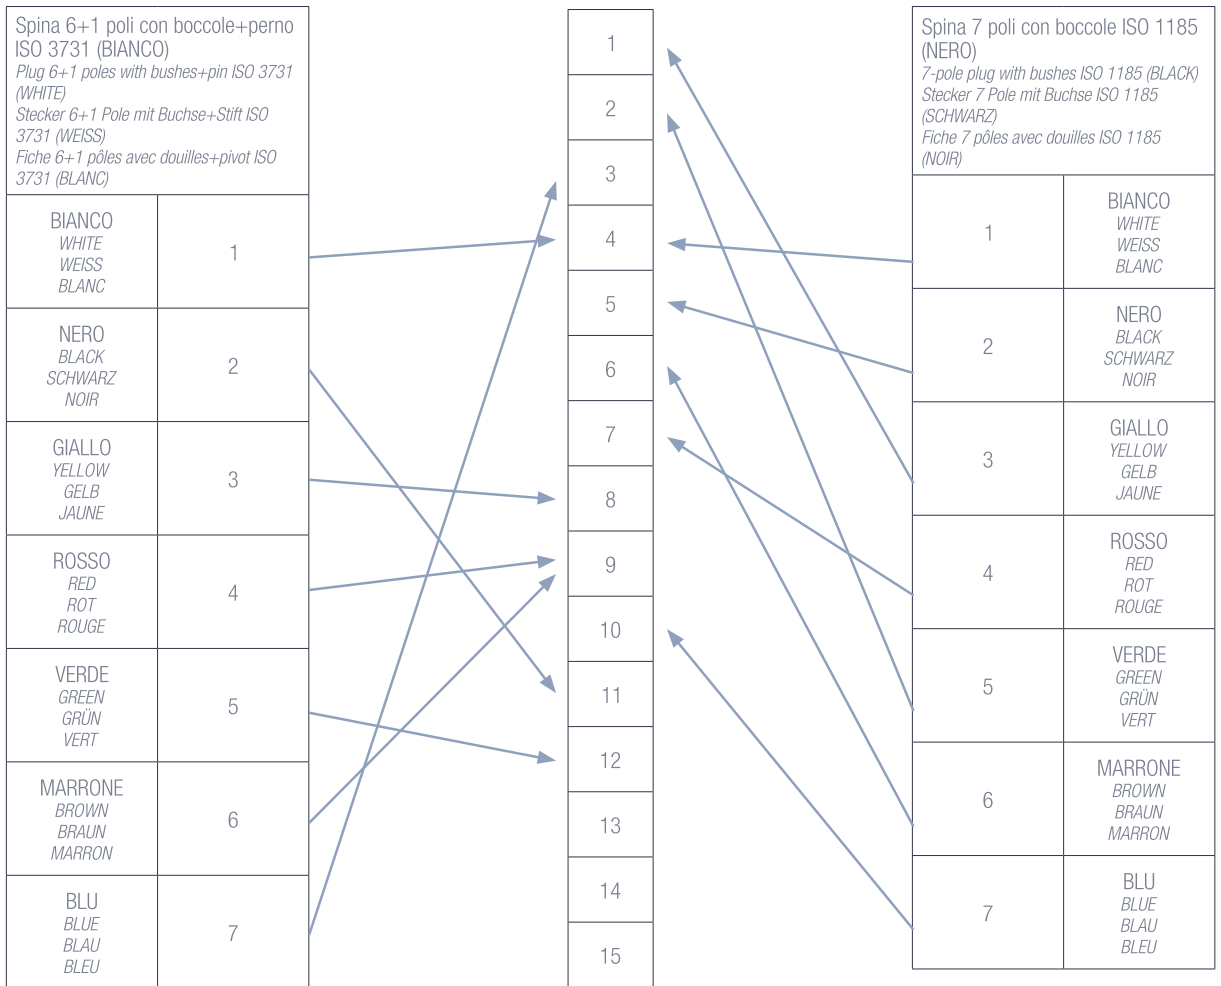 Spina 6+1 poli con boccole+perno
ISO 3731 (BIANCO)
Plug 6+1 poles with bushes+pin ISO 3731
(WHITE)
Stecker 6+1 Pole mit Buchse+Stift ISO
3731 (WEISS)
Fiche 6+1 pôles avec douilles+pivot ISO
3731 (BLANC)
BIANCO
WHITE
WEISS
BLANC
1
NERO
BLACK
SCHWARZ
NOIR
2
GIALLO
YELLOW
GELB
JAUNE
3
ROSSO
RED
ROT
ROUGE
4
VERDE
GREEN
GRÜN
VERT
5
MARRONE
BROWN
BRAUN
MARRON
6
BLU
BLUE
BLAU
BLEU
7
1
2
3
4
5
6
7
8
9
10
11
12
13
14
15
Spina 7 poli con boccole ISO 1185
(NERO)
7-pole plug with bushes ISO 1185 (BLACK)
Stecker 7 Pole mit Buchse ISO 1185
(SCHWARZ)
Fiche 7 pôles avec douilles ISO 1185
(NOIR)
1
BIANCO
WHITE
WEISS
BLANC
2
NERO
BLACK
SCHWARZ
NOIR
3
GIALLO
YELLOW
GELB
JAUNE
4
ROSSO
RED
ROT
ROUGE
5
VERDE
GREEN
GRÜN
VERT
6
MARRONE
BROWN
BRAUN
MARRON
7
BLU
BLUE
BLAU
BLEU